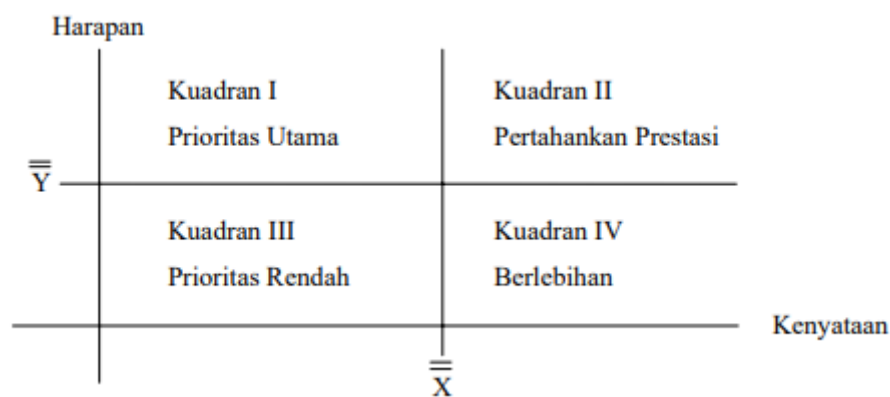 Harapan
Kuadran I
Prioritas Utama
Kuadran II
Pertahankan Prestasi
Y̿
Kuadran III
Prioritas Rendah
Kuadran IV
Berlebihan
Kenyataan
X̿